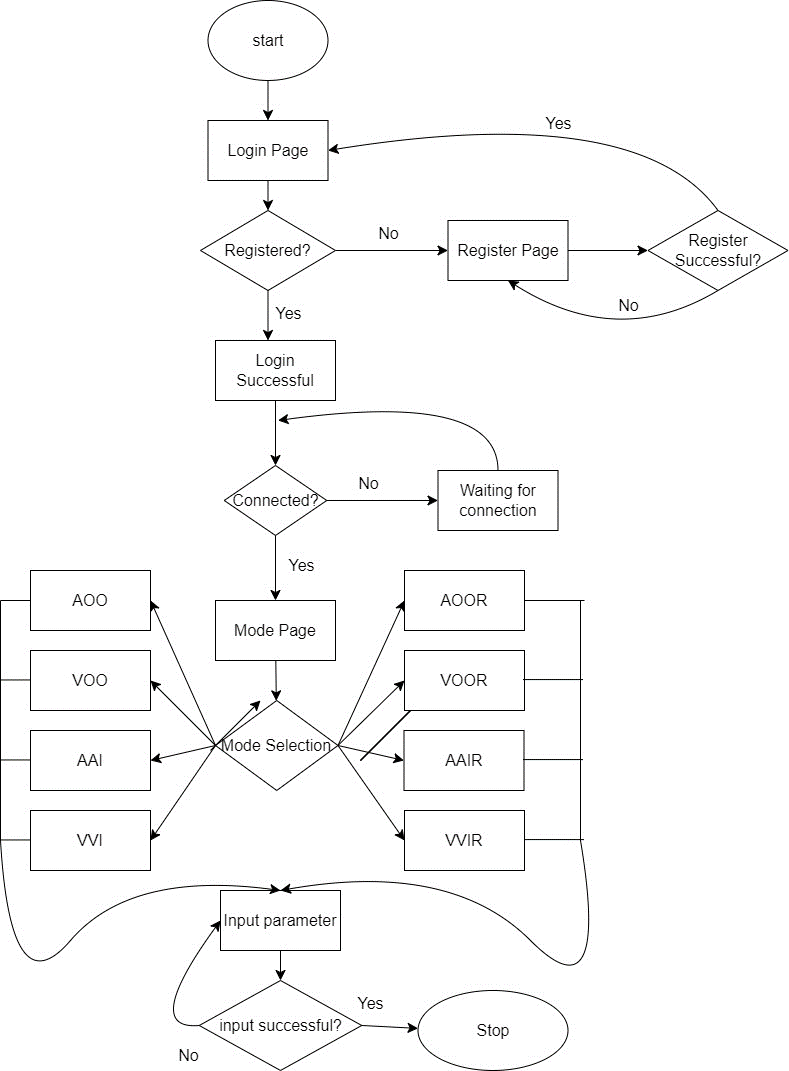 start
Yes
Login Page
Registered?
No
Register Page
Register
Successful?
No
Yes
Login
Successful
Connected?
No
Waiting for
connection
Yes
Mode Page
AOO
AOOR
VOO
VOOR
Mode Selection
AAI
AAIR
VVI
VVIR
Input parameter
input successful?
Yes
Stop
No